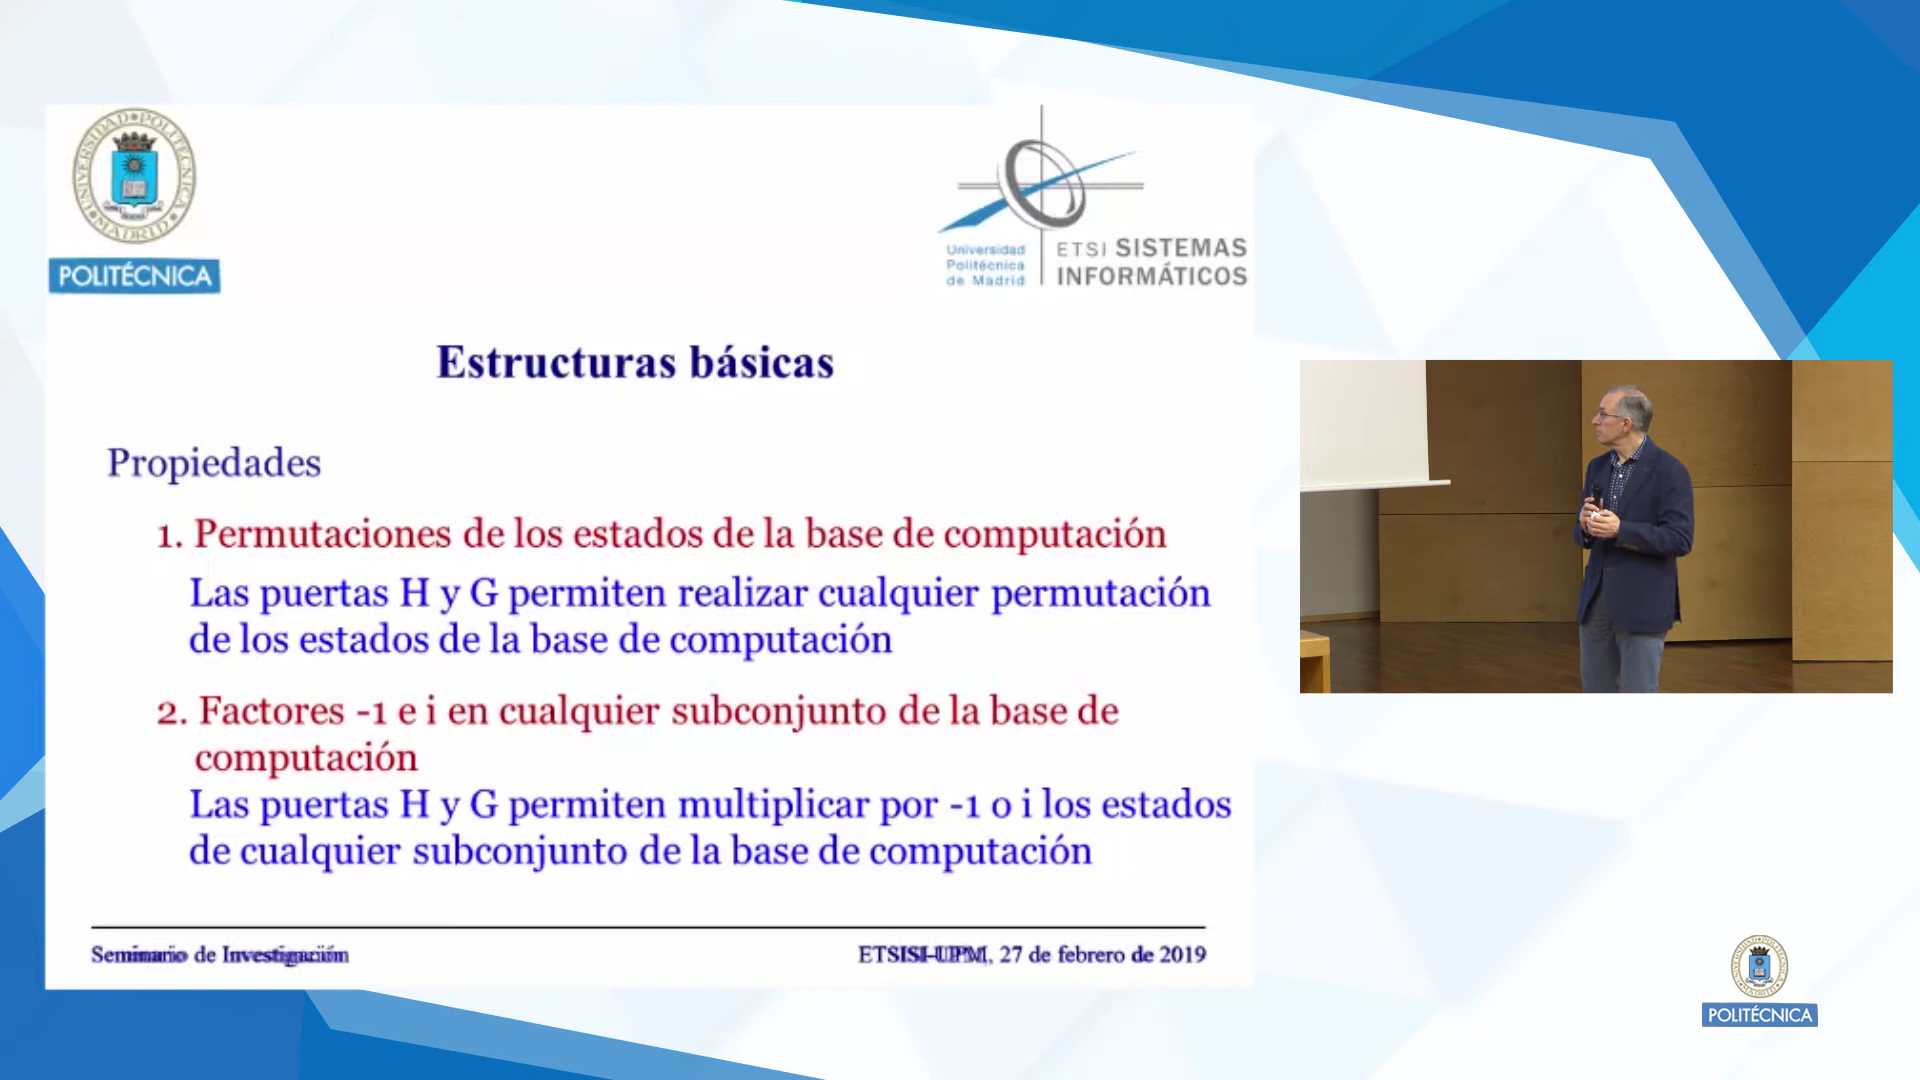 UNIVERSIDAD POLITÉCNICA MADRID
POLITÉCNICA
Universidad
Politécnica
de Madrid
ETSI SISTEMAS
INFORMÁTICOS
Estructuras básicas
Propiedades
1. Permutaciones de los estados de la base de computación
Las puertas H y G permiten realizar cualquier permutación
de los estados de la base de computación
2. Factores -1 e i en cualquier subconjunto de la base de
computación
Las puertas H y G permiten multiplicar por -1 o i los estados
de cualquier subconjunto de la base de computación
Seminario de Investigación
ETSISI-UPM, 27 de febrero de 2019
POLITÉCNICA